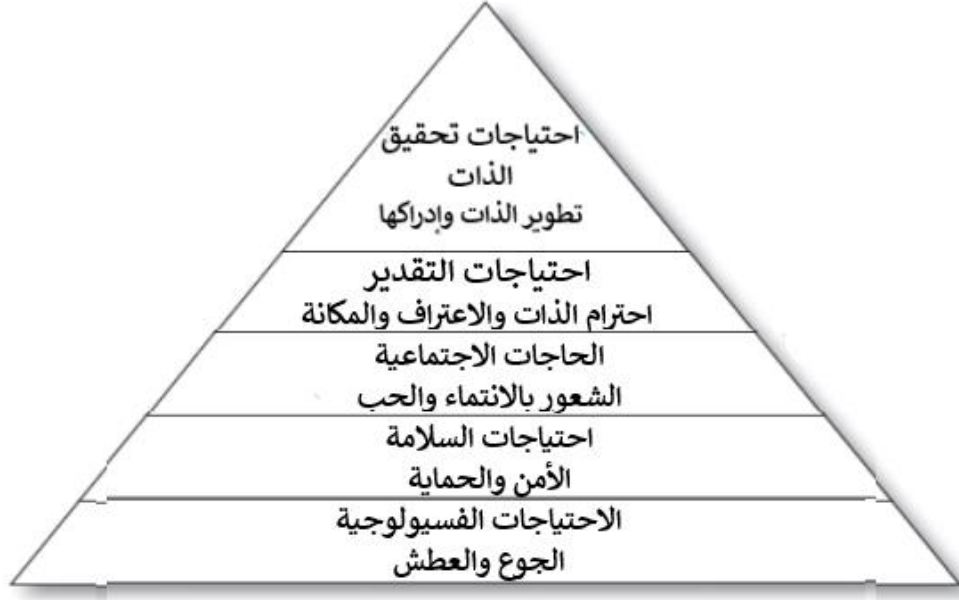 احتياجات تحقيق
الذات
تطوير الذات وإدراكها
احتياجات التقدير
احترام الذات والاعتراف والمكانة
الحاجات الاجتماعية
الشعور بالانتماء والحب
احتياجات السلامة
الأمن والحماية
الاحتياجات الفسيولوجية
الجوع والعطش